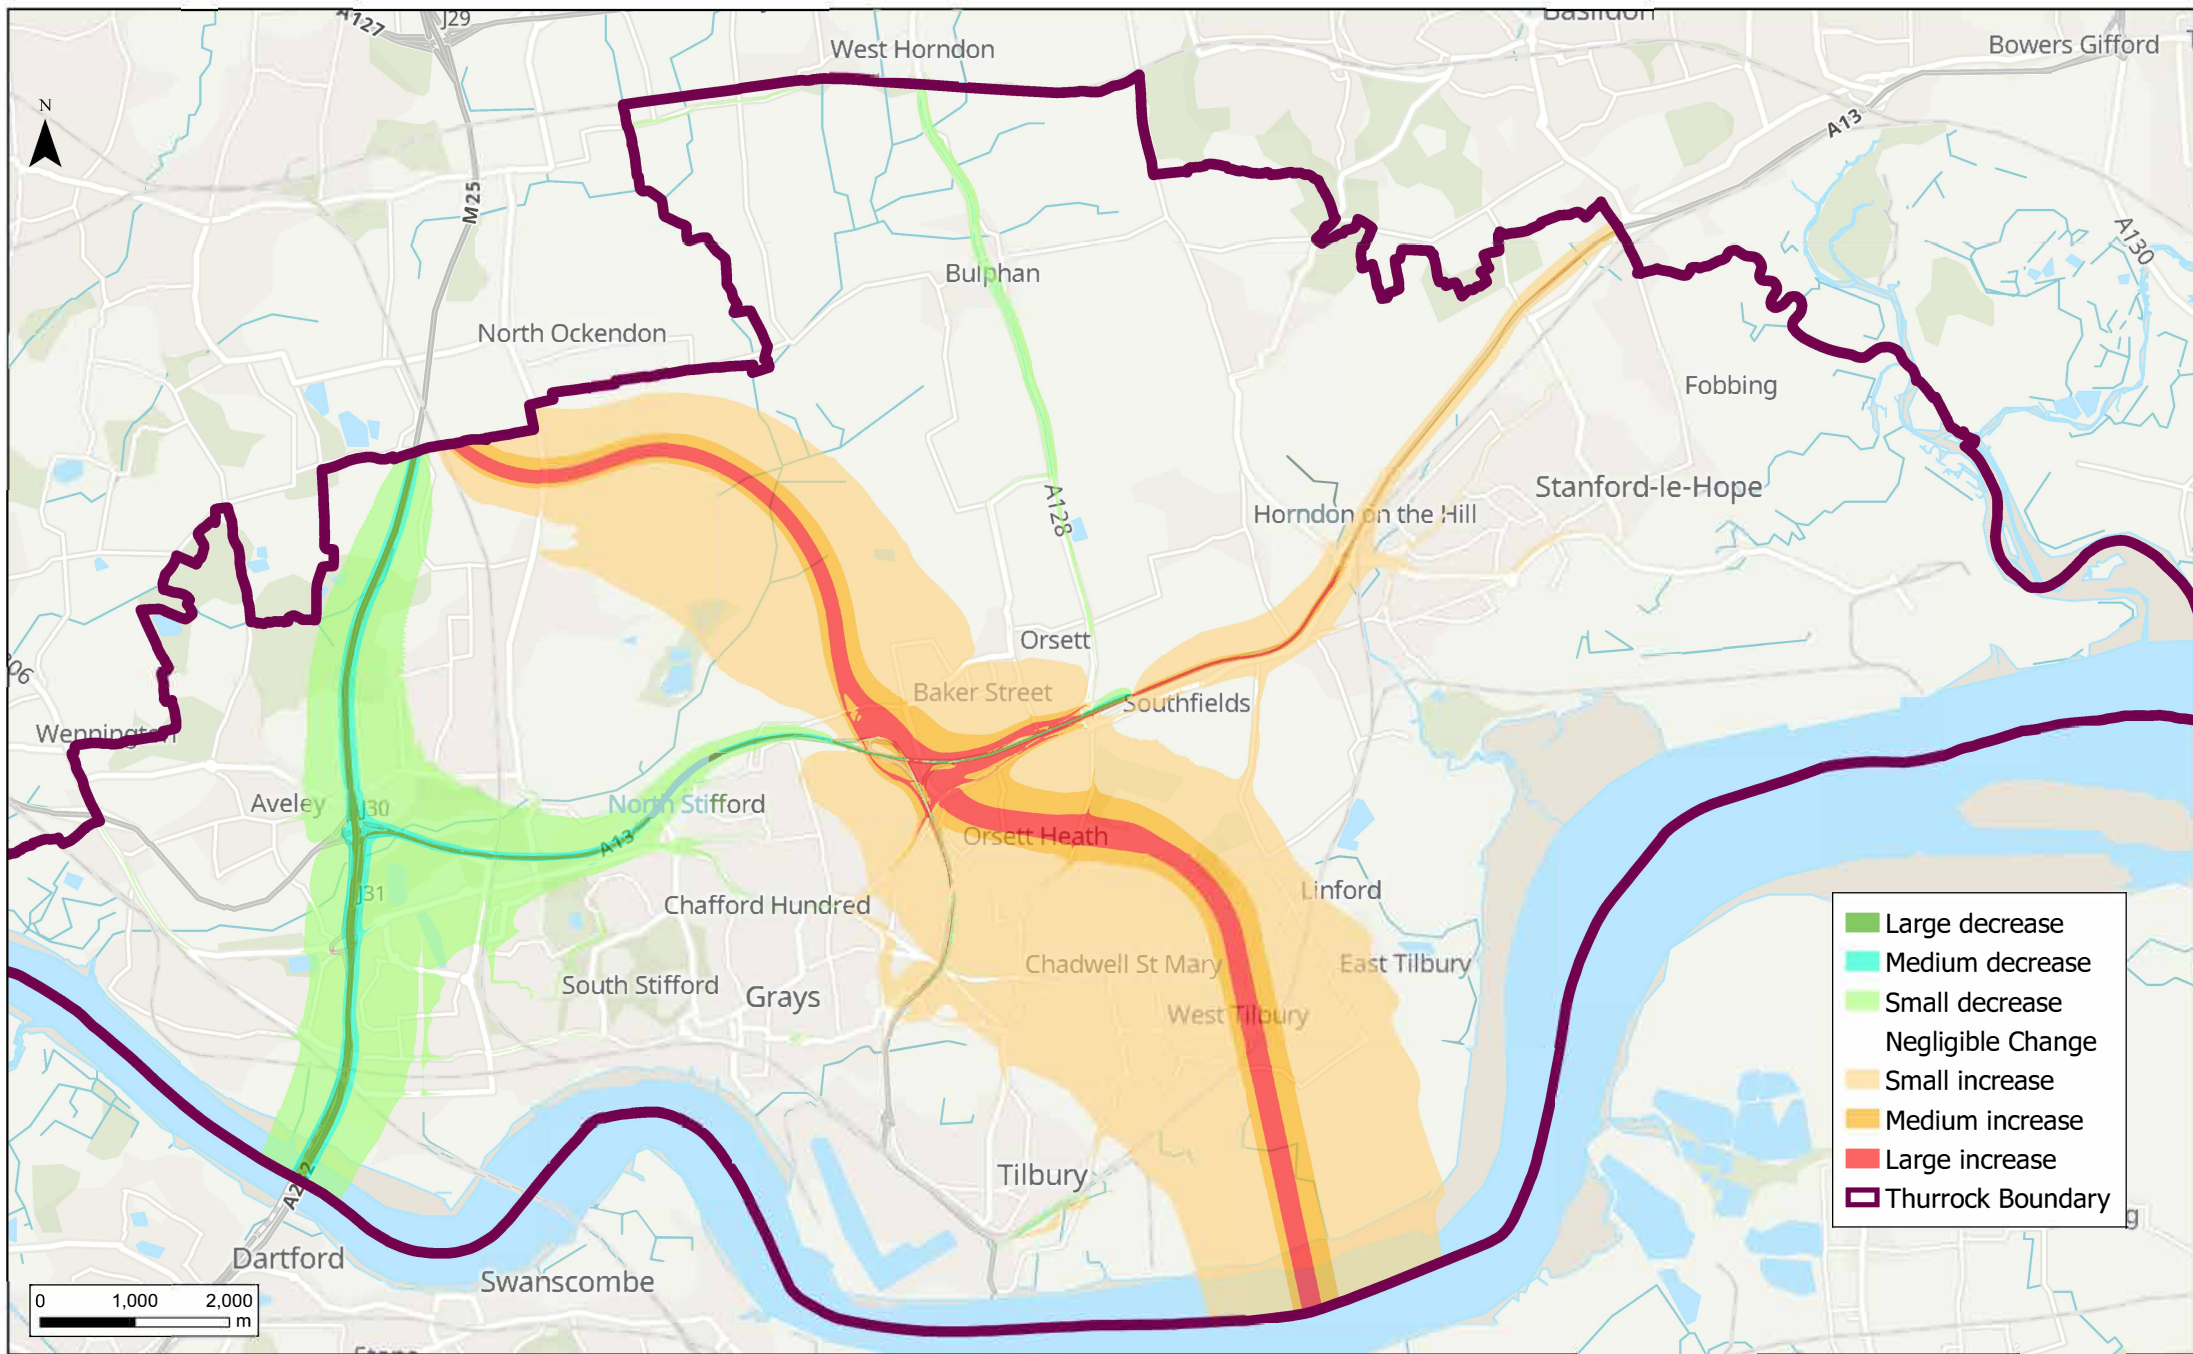 A127
J29
West Horndon
Basildon
Bowers Gifford
N
A13
M25
A130
Bulphan
North Ockendon
Fobbing
A128
Stanford-le-Hope
Horndon on the Hill
Orsett
Baker Street
Southfields
Wennington
Aveley
J30
North Stifford
A13
Orsett Heath
J31
Chafford Hundred
Linford
Chadwell St Mary
East Tilbury
South Stifford
Grays
West Tilbury
Tilbury
Dartford
Swanscombe
0 1,000 2,000
m
Large decrease
Medium decrease
Small decrease
Negligible Change
Small increase
Medium increase
Large increase
Thurrock Boundary